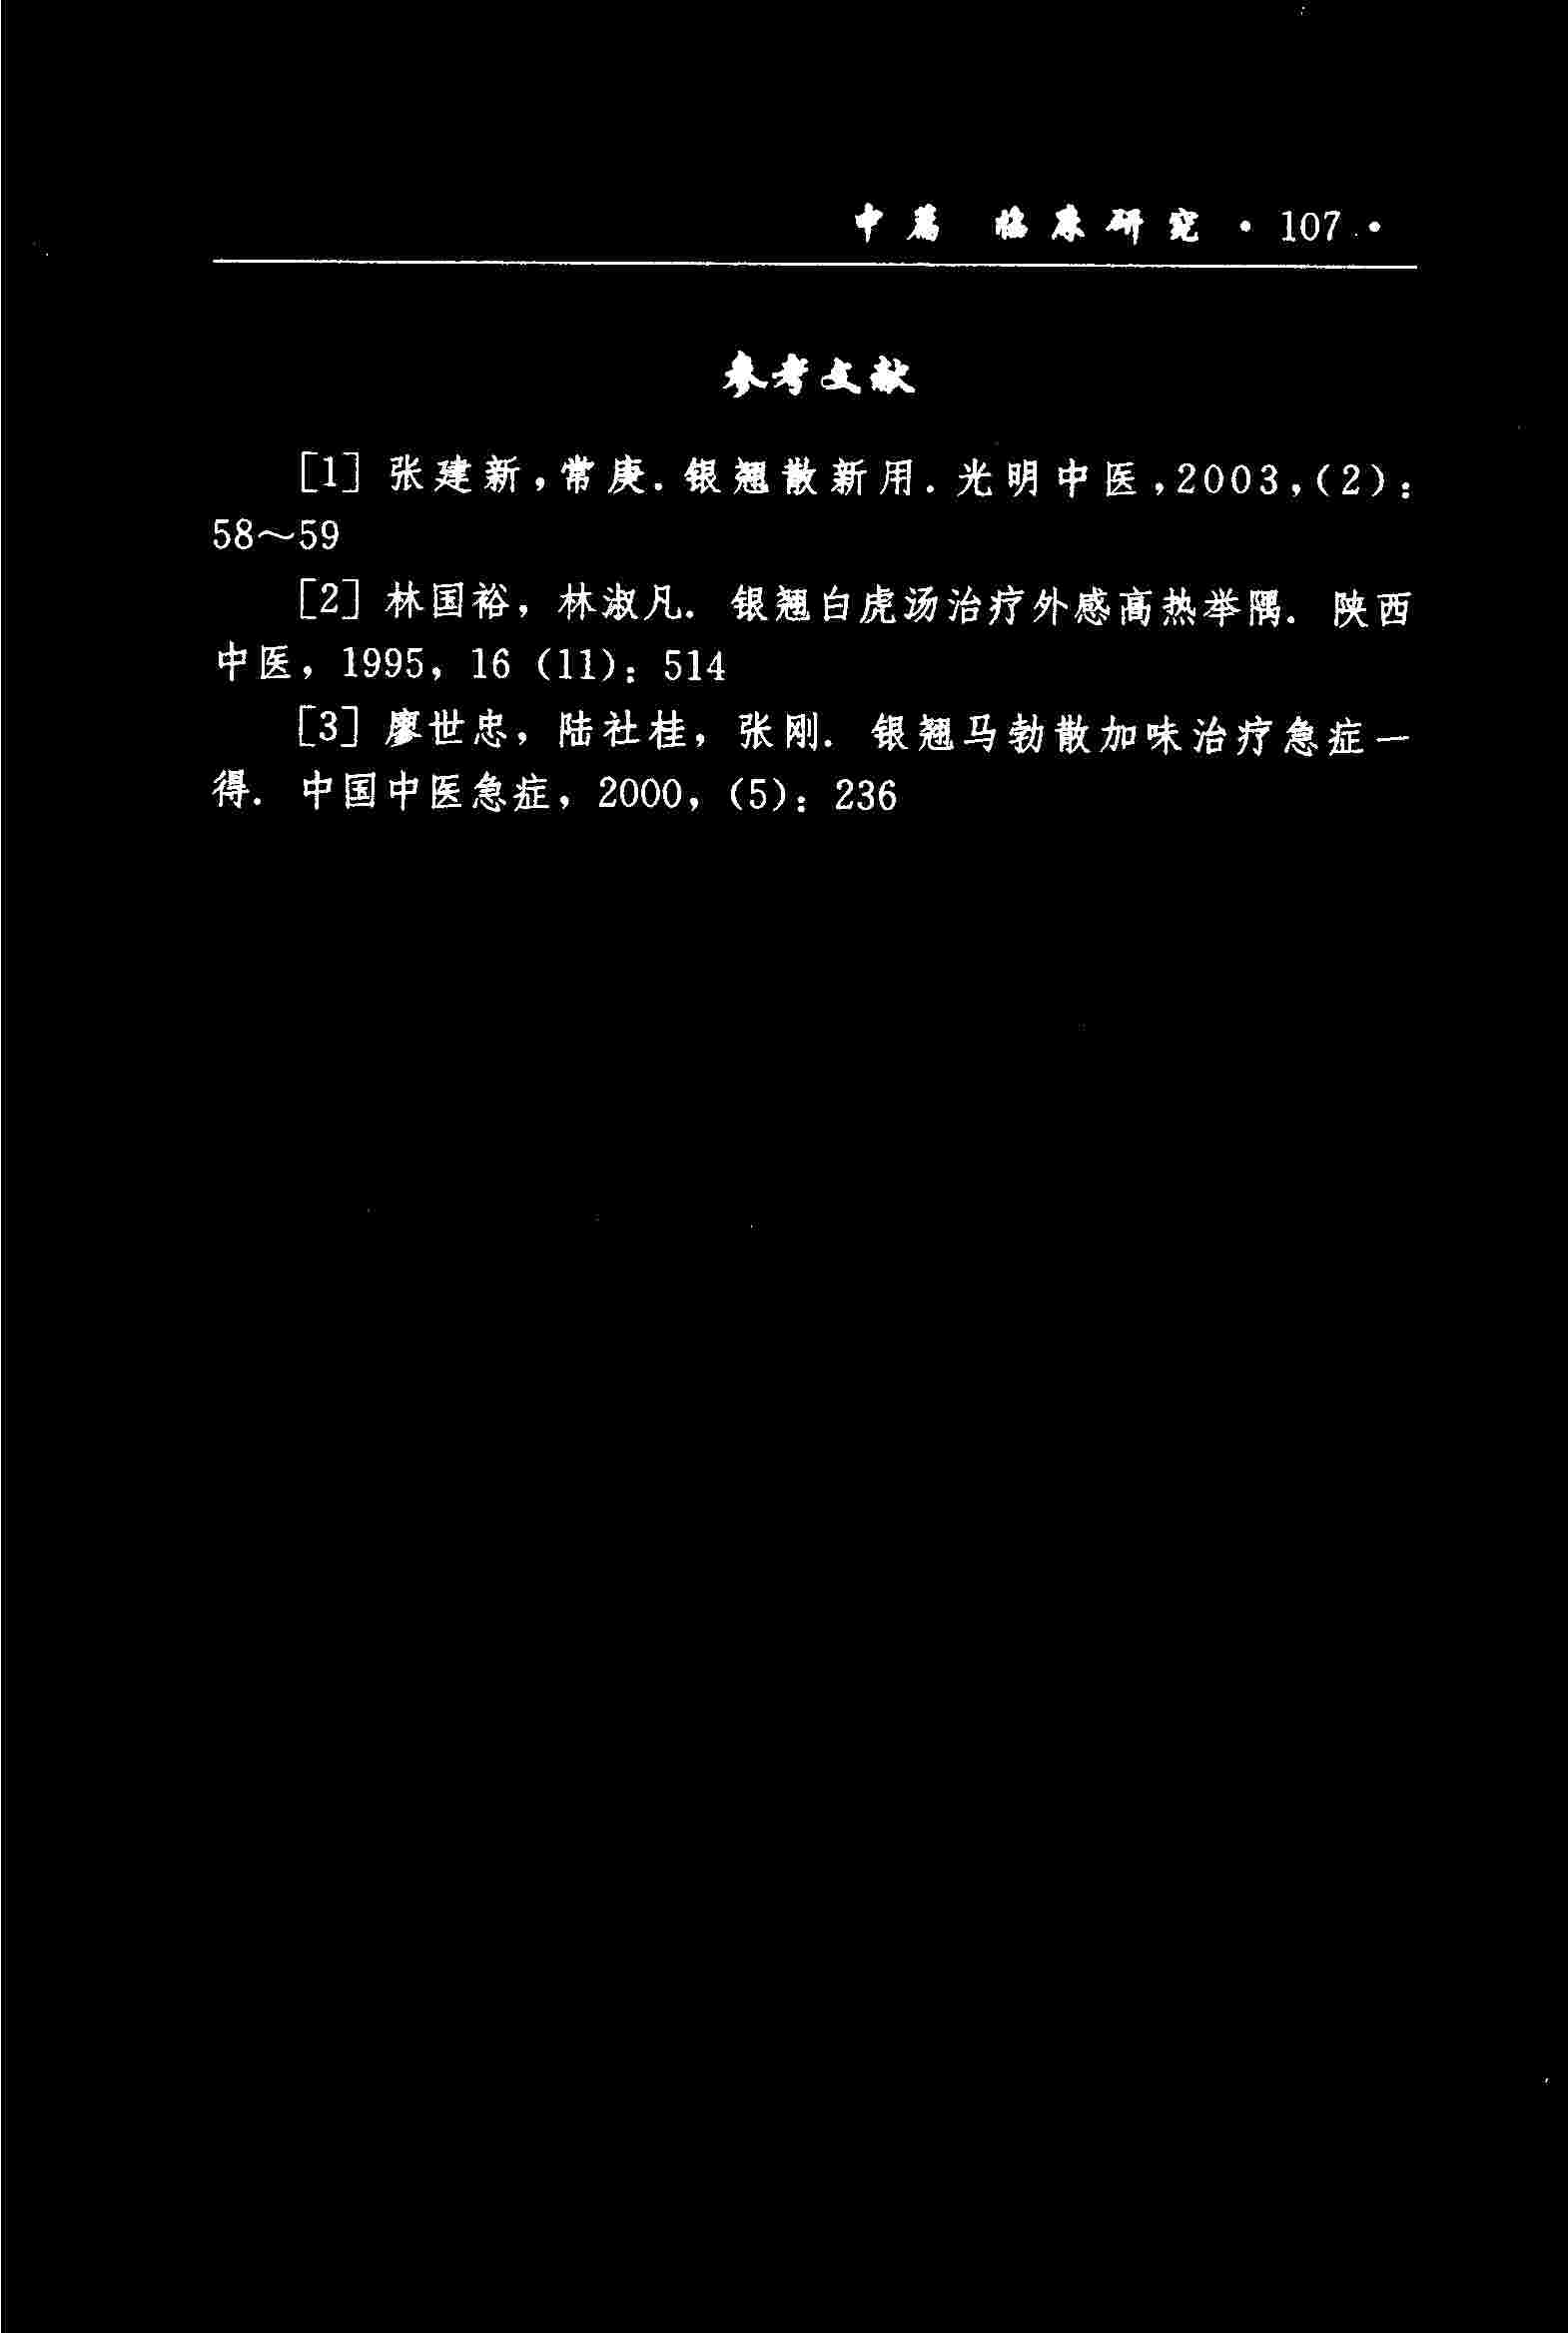 中篇 临床研究 · 107 ·
参考文献
[1] 张建新,常庚.银翘散新用.光明中医,2003,(2):
58～59
[2] 林国裕，林淑凡. 银翘白虎汤治疗外感高热举隅. 陕西
中医，1995，16（11）：514
[3] 廖世忠，陆社桂，张刚. 银翘马勃散加味治疗急症一
得. 中国中医急症，2000，（5）：236